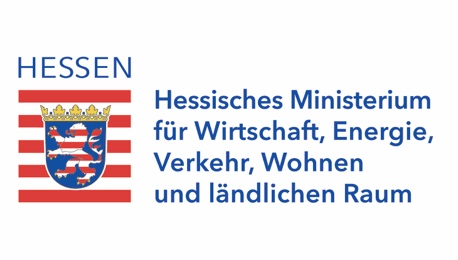 HESSEN
Hessisches Ministerium
für Wirtschaft, Energie,
Verkehr, Wohnen
und ländlichen Raum